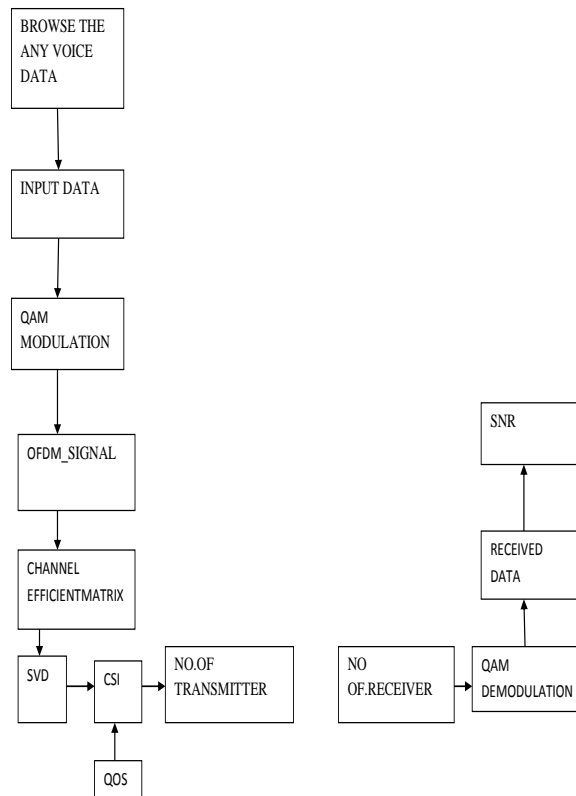 BROWSE THE
ANY VOICE
DATA
INPUT DATA
QAM
MODULATION
OFDM_SIGNAL
CHANNEL
EFFICIENTMATRIX
SVD
CSI
QOS
NO.OF
TRANSMITTER
NO
OF.RECEIVER
QAM
DEMODULATION
RECEIVED
DATA
SNR